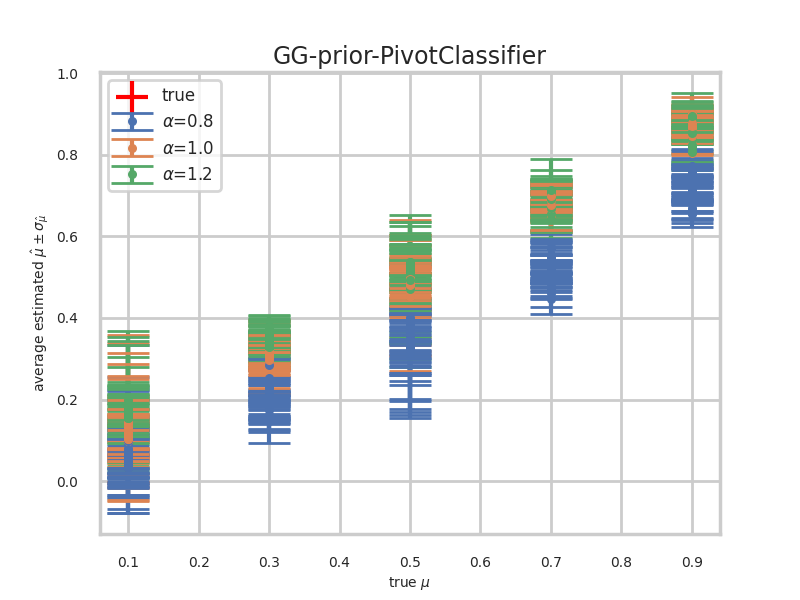 GG-prior-PivotClassifier
true
α=0.8
α=1.0
α=1.2
average estimated μ̂ ± σ_μ̂
1.0
0.8
0.6
0.4
0.2
0.0
0.1 0.2 0.3 0.4 0.5 0.6 0.7 0.8 0.9
true μ